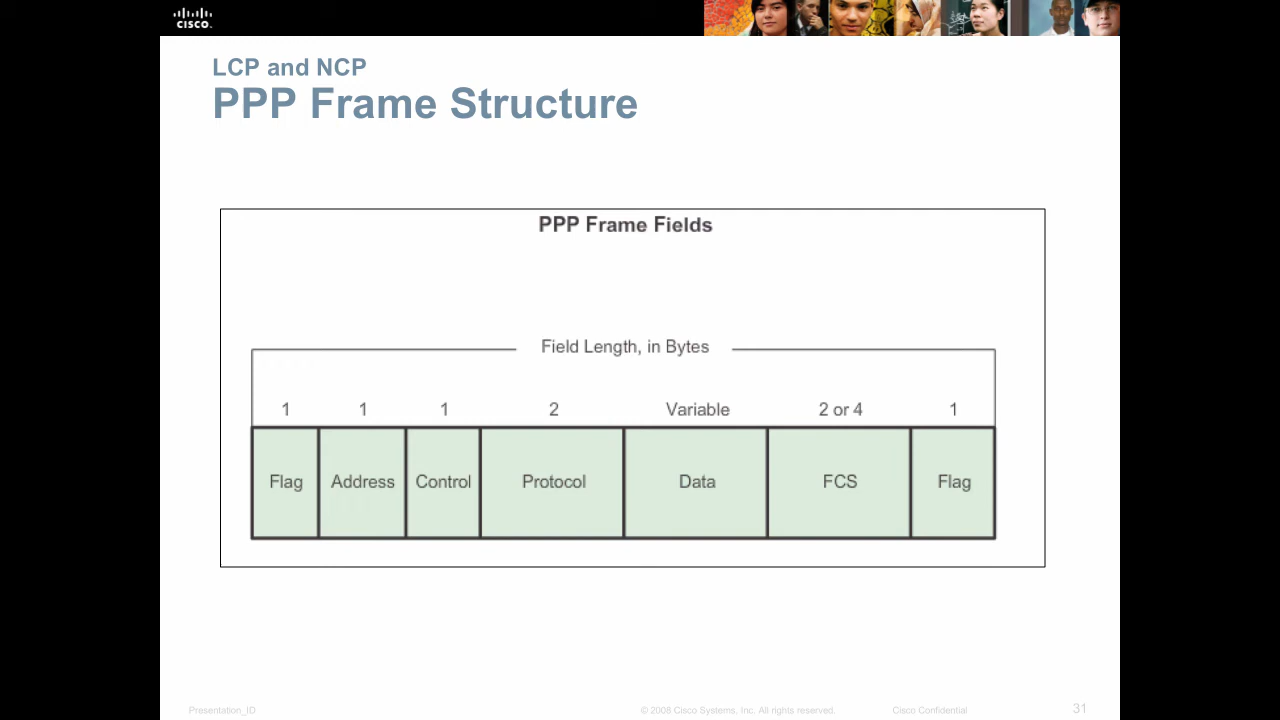 CISCO
LCP and NCP
PPP Frame Structure
PPP Frame Fields
Field Length, in Bytes
1 1 1 2 Variable 2 or 4 1
Flag Address Control Protocol Data FCS Flag
Presentation_ID © 2008 Cisco Systems, Inc. All rights reserved. Cisco Confidential 31